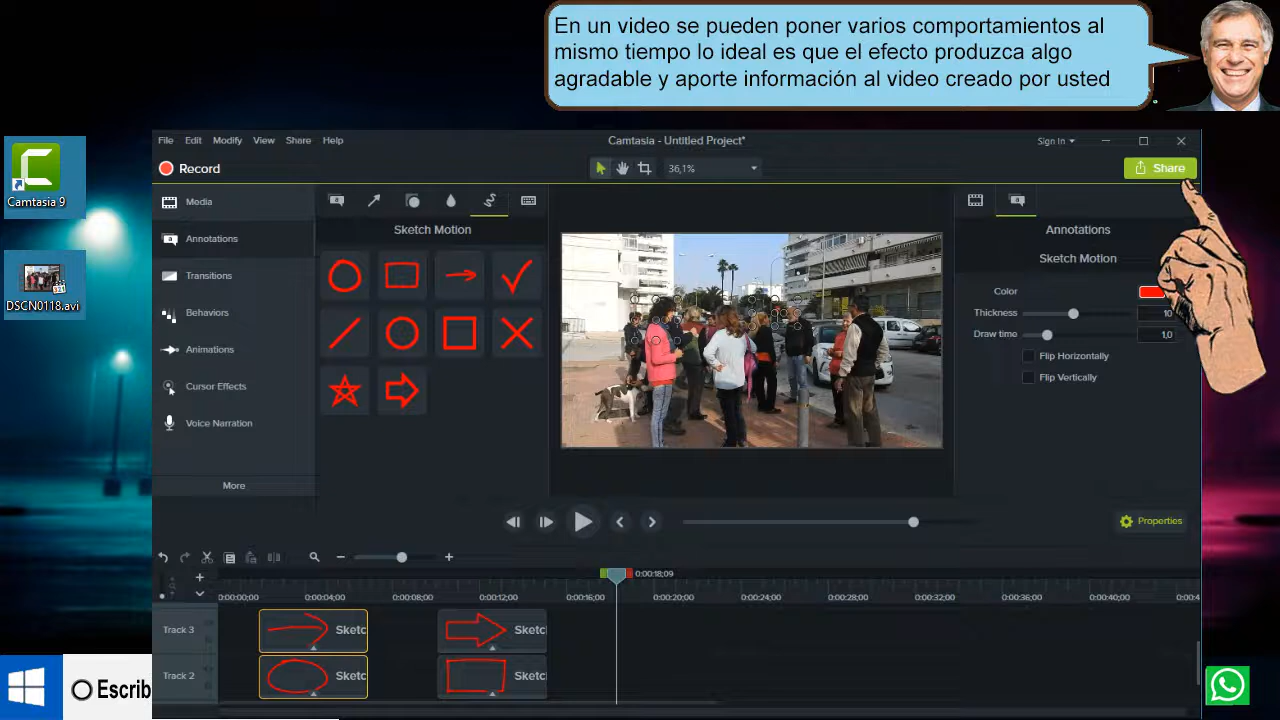 En un video se pueden poner varios comportamientos al
mismo tiempo lo ideal es que el efecto produzca algo
agradable y aporte información al video creado por usted
File Edit Modify View Share Help
Camtasia - Untitled Project*
Sign In
Record
36,1%
Share
Camtasia 9
DSCN0118.avi
Media
Annotations
Transitions
Behaviors
Animations
Cursor Effects
Voice Narration
More
Sketch Motion
Annotations
Sketch Motion
Color
Thickness 10
Draw time 1,0
Flip Horizontally
Flip Vertically
Properties
0:00:18;09
0:00:00;00 0:00:04;00 0:00:08;00 0:00:12;00 0:00:16;00 0:00:20;00 0:00:24;00 0:00:28;00 0:00:32;00 0:00:36;00 0:00:40;00 0:00:4
Track 3 Sketc Sketc
Track 2 Sketc Sketc
Escrib